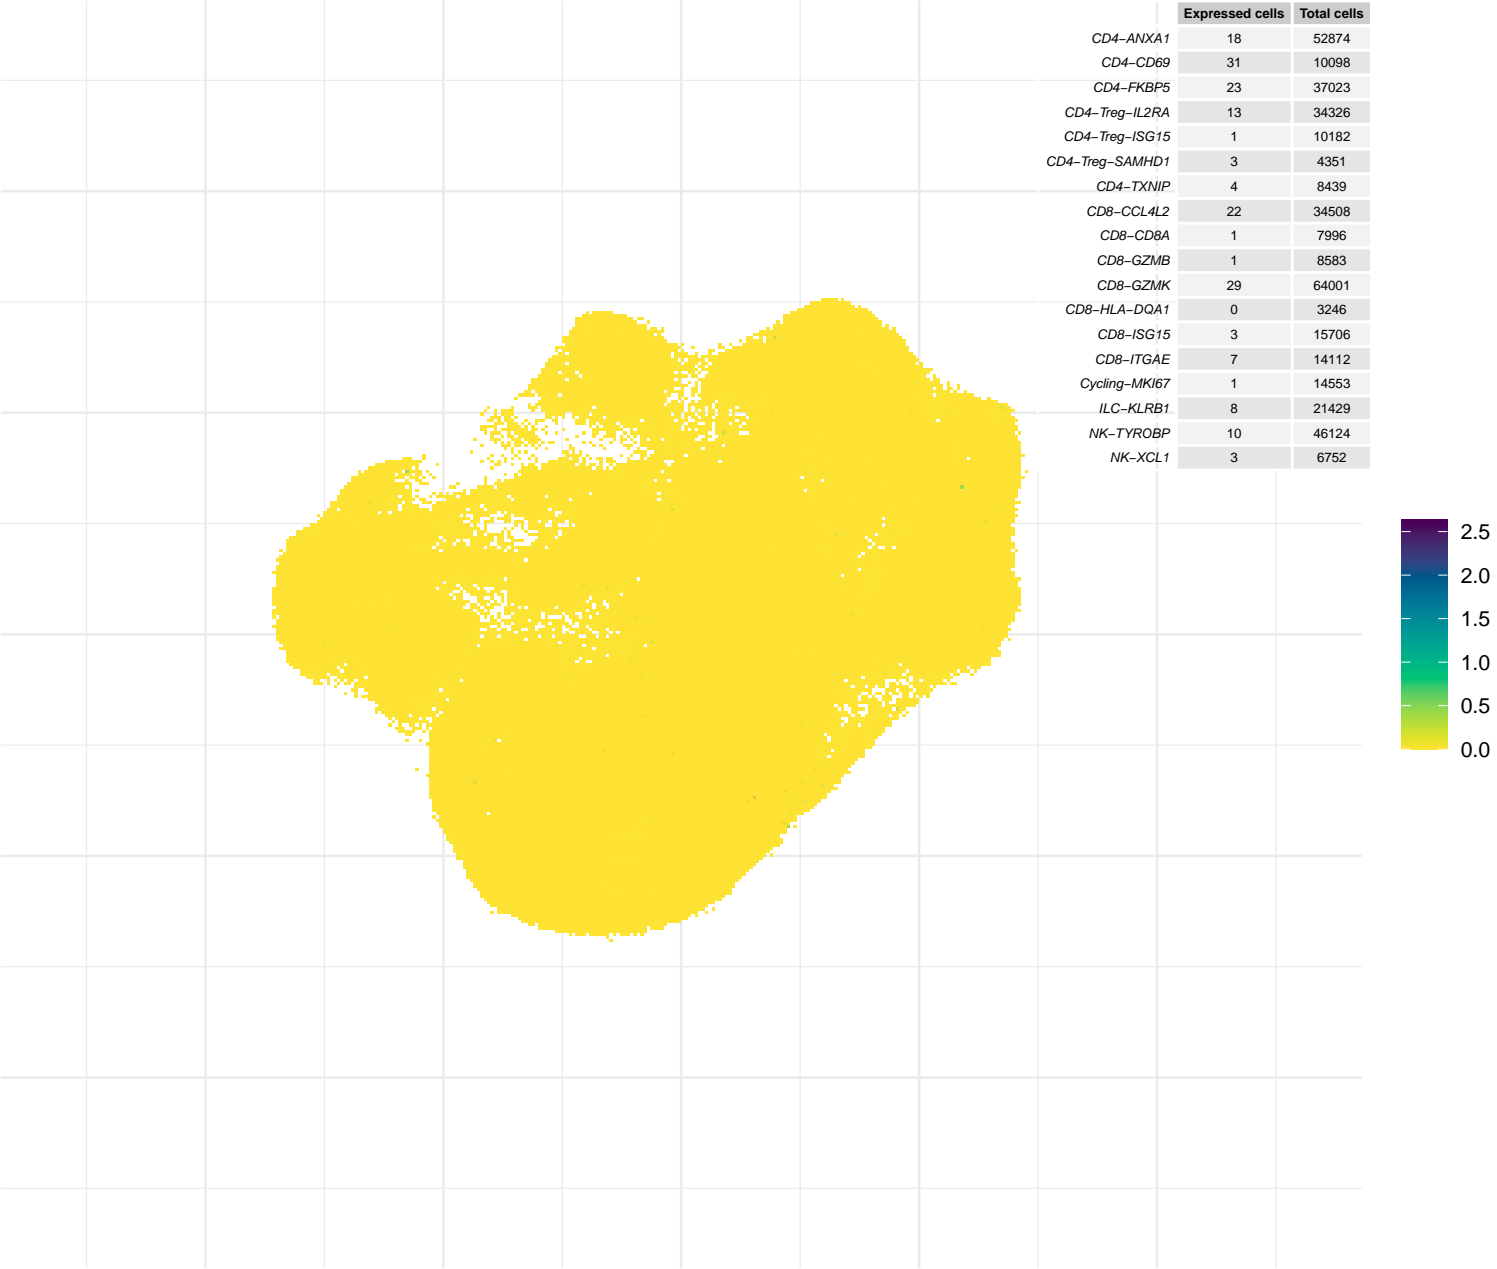 Expressed cells Total cells
CD4−ANXA1 18 52874
CD4−CD69 31 10098
CD4−FKBP5 23 37023
CD4−Treg−IL2RA 13 34326
CD4−Treg−ISG15 1 10182
CD4−Treg−SAMHD1 3 4351
CD4−TXNIP 4 8439
CD8−CCL4L2 22 34508
CD8−CD8A 1 7996
CD8−GZMB 1 8583
CD8−GZMK 29 64001
CD8−HLA−DQA1 0 3246
CD8−ISG15 3 15706
CD8−ITGAE 7 14112
Cycling−MKI67 1 14553
ILC−KLRB1 8 21429
NK−TYROBP 10 46124
NK−XCL1 3 6752
2.5
2.0
1.5
1.0
0.5
0.0